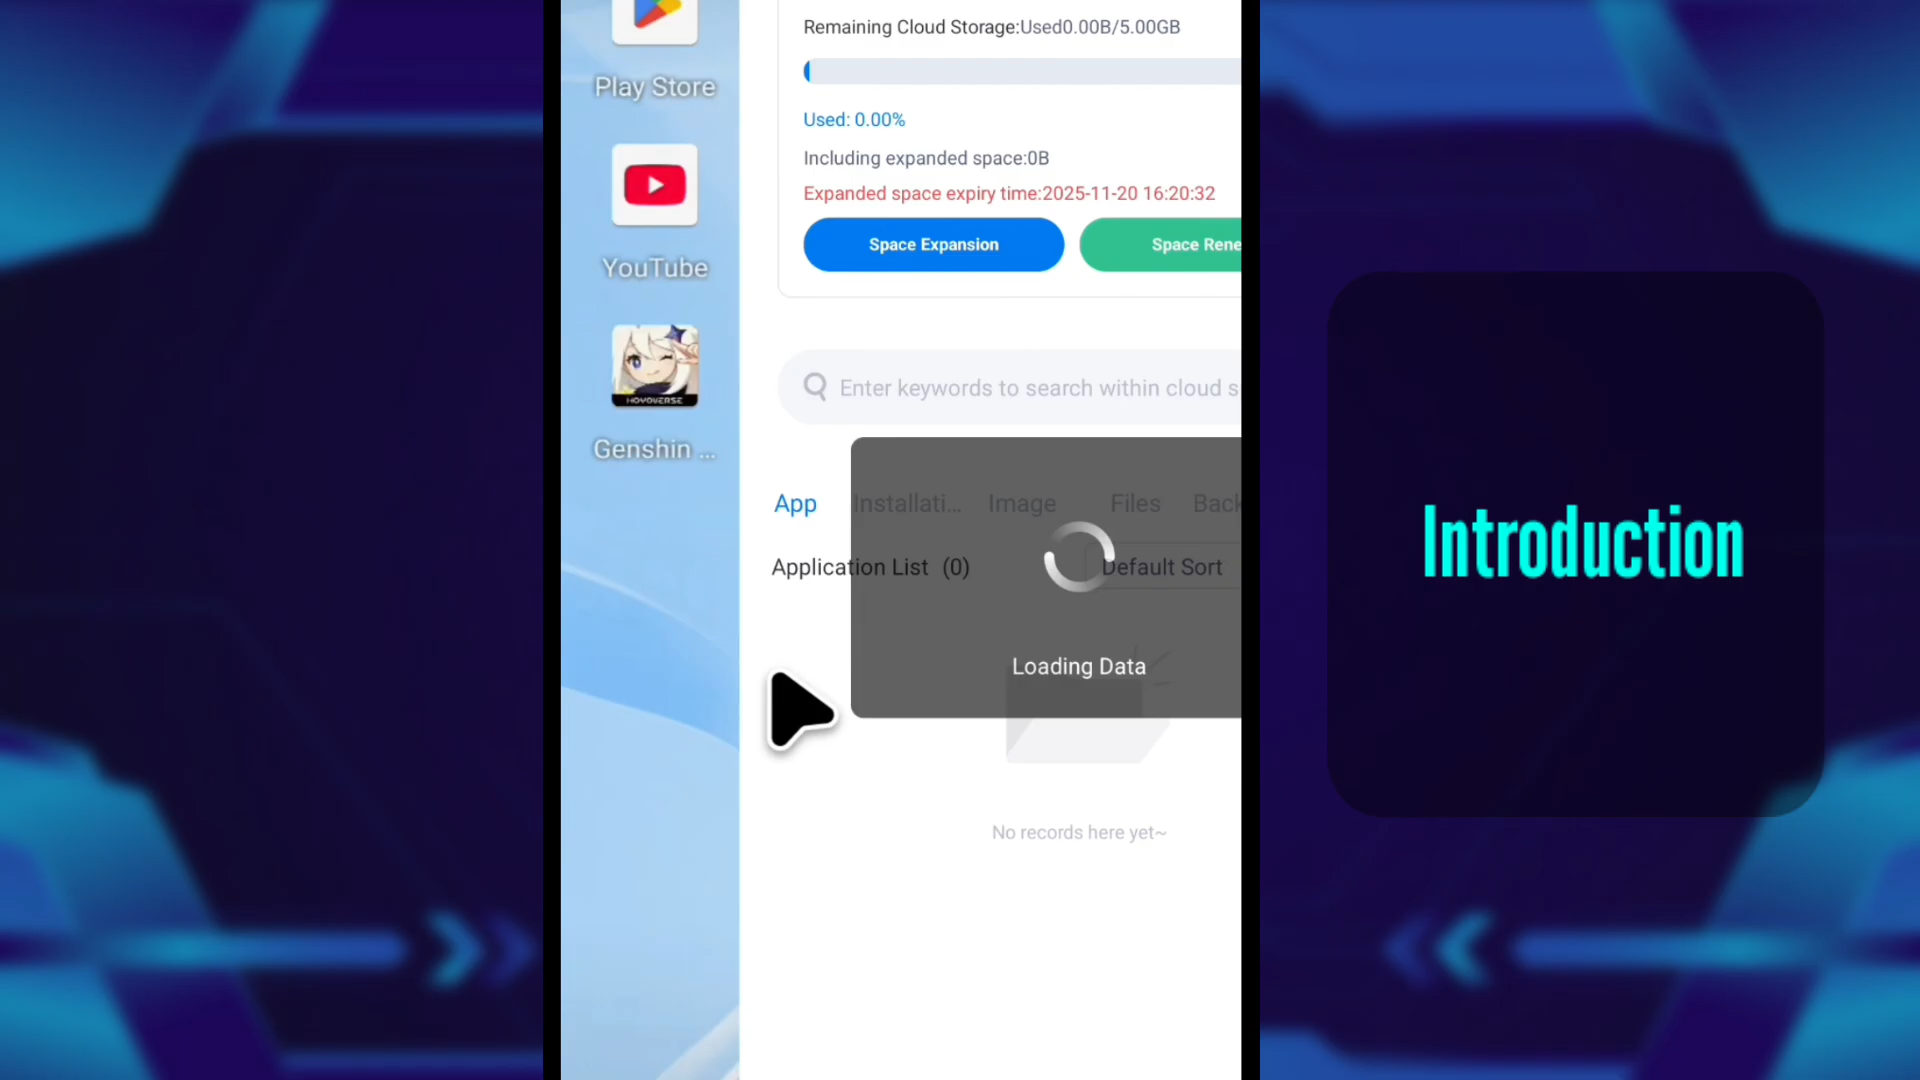 Remaining Cloud Storage:Used0.00B/5.00GB
Play Store
Used: 0.00%
Including expanded space:0B
Expanded space expiry time:2025-11-20 16:20:32
Space Expansion
Space Rene
YouTube
Enter keywords to search within cloud s
HOYOVERSE
Genshin ...
App
Installati...
Image
Files
Back
Application List (0)
Default Sort
Loading Data
No records here yet~
Introduction